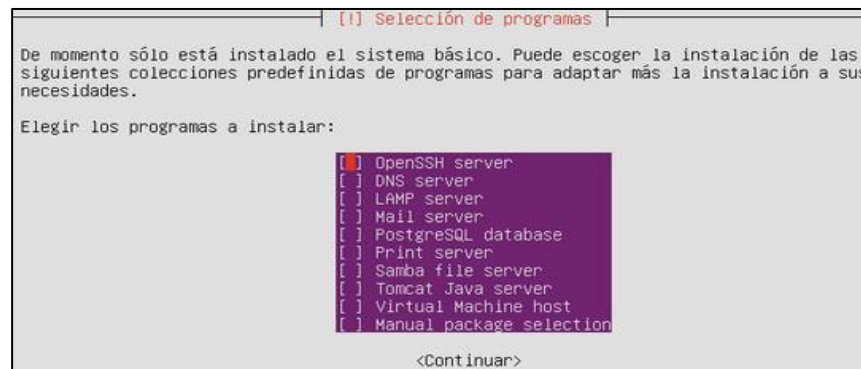 [!] Selección de programas
De momento sólo está instalado el sistema básico. Puede escoger la instalación de las
siguientes colecciones predefinidas de programas para adaptar más la instalación a sus
necesidades.
Elegir los programas a instalar:
[ ] OpenSSH server
[ ] DNS server
[ ] LAMP server
[ ] Mail server
[ ] PostgreSQL database
[ ] Print server
[ ] Samba file server
[ ] Tomcat Java server
[ ] Virtual Machine host
[ ] Manual package selection
<Continuar>